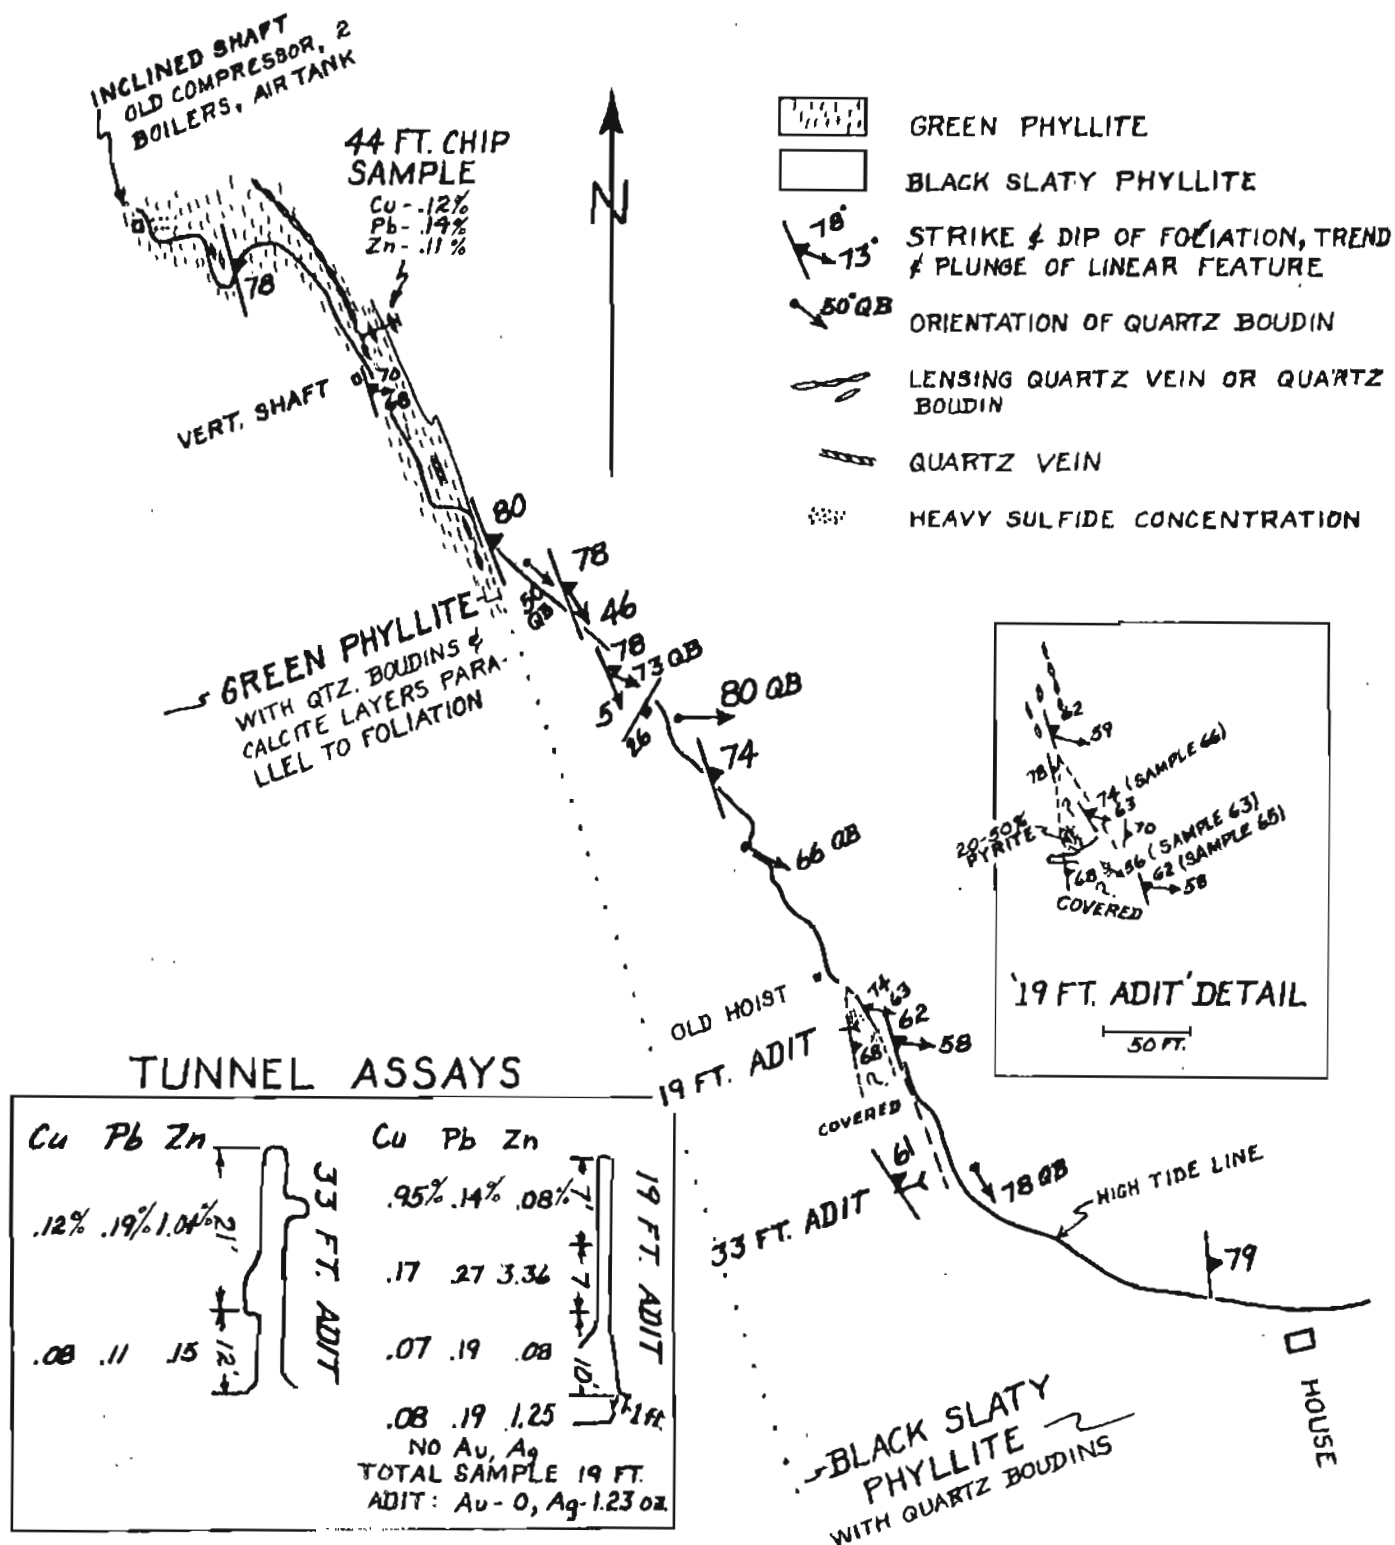 INCLINED SHAFT
OLD COMPRESSOR, 2
BOILERS, AIR TANK
44 FT. CHIP
SAMPLE
Cu - .12%
Pb - .14%
Zn - .11%
N
GREEN PHYLLITE
BLACK SLATY PHYLLITE
78°
73°
STRIKE & DIP OF FOLIATION, TREND
& PLUNGE OF LINEAR FEATURE
50° QB
ORIENTATION OF QUARTZ BOUDIN
LENSING QUARTZ VEIN OR QUARTZ
BOUDIN
QUARTZ VEIN
HEAVY SULFIDE CONCENTRATION
78
VERT. SHAFT
70
68
80
50
QB
78
46
78
73 QB
5
26
80 QB
74
66 QB
GREEN PHYLLITE
WITH QTZ. BOUDINS &
CALCITE LAYERS PARA-
LLEL TO FOLIATION
62
59
78
74 (SAMPLE 66)
63
?
70
20-50%
PYRITE
56 (SAMPLE 63)
62 (SAMPLE 65)
68
58
?
COVERED
'19 FT. ADIT' DETAIL
50 FT.
OLD HOIST
74
63
62
58
68
?
19 FT. ADIT
COVERED
61
33 FT. ADIT
78 QB
HIGH TIDE LINE
79
HOUSE
BLACK SLATY
PHYLLITE
WITH QUARTZ BOUDINS
TUNNEL ASSAYS
Cu Pb Zn
.12% .19% 1.04%
21'
.08 .11 .15
12'
33 FT. ADIT
Cu Pb Zn
.95% .14% .08%
7'
.17 .27 3.36
7'
.07 .19 .08
10'
.08 .19 1.25
1 ft.
19 FT. ADIT
NO Au, Ag
TOTAL SAMPLE 19 FT.
ADIT: Au - 0, Ag - 1.23 oz.